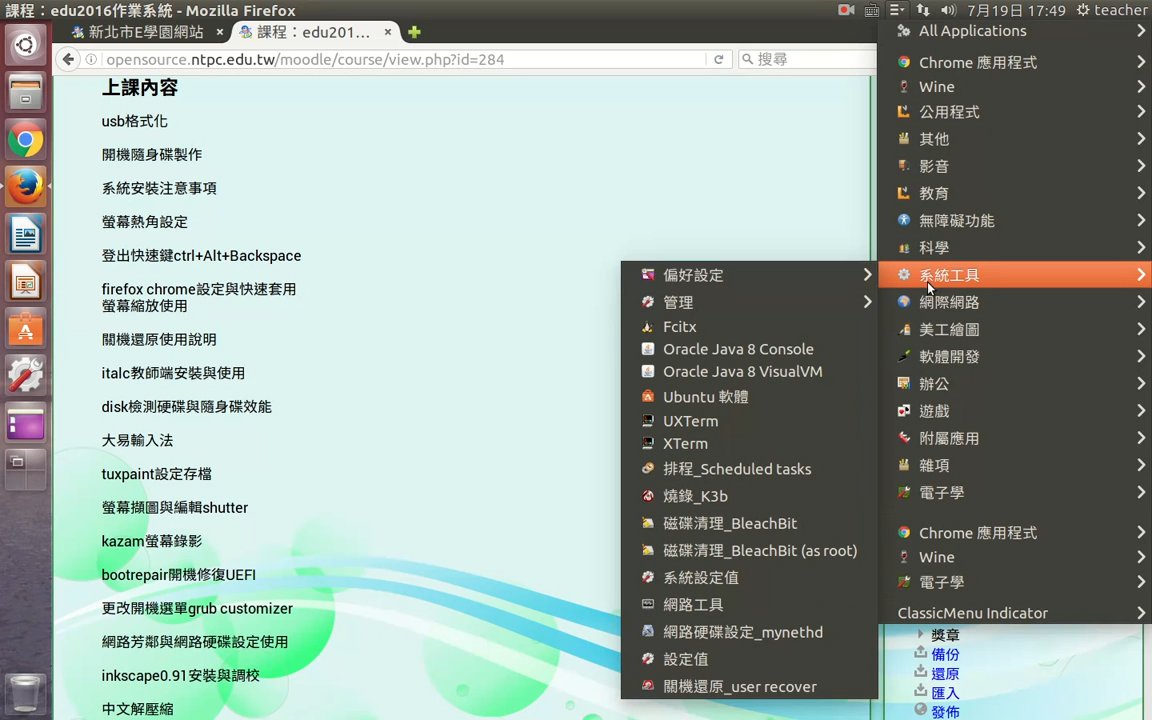 課程：edu2016作業系統 - Mozilla Firefox
7月19日 17:49 teacher
新北市E學園網站 × 課程：edu201... ×
opensource.ntpc.edu.tw/moodle/course/view.php?id=284 搜尋
上課內容
usb格式化
開機隨身碟製作
系統安裝注意事項
螢幕熱角設定
登出快速鍵ctrl+Alt+Backspace
firefox chrome設定與快速套用
螢幕縮放使用
關機還原使用說明
italc教師端安裝與使用
disk檢測硬碟與隨身碟效能
大易輸入法
tuxpaint設定存檔
螢幕擷圖與編輯shutter
kazam螢幕錄影
bootrepair開機修復UEFI
更改開機選單grub customizer
網路芳鄰與網路硬碟設定使用
inkscape0.91安裝與調校
中文解壓縮
偏好設定
管理
Fcitx
Oracle Java 8 Console
Oracle Java 8 VisualVM
Ubuntu 軟體
UXTerm
XTerm
排程_Scheduled tasks
燒錄_K3b
磁碟清理_BleachBit
磁碟清理_BleachBit (as root)
系統設定值
網路工具
網路硬碟設定_mynethd
設定值
關機還原_user recover
All Applications
Chrome 應用程式
Wine
公用程式
其他
影音
教育
無障礙功能
科學
系統工具
網際網路
美工繪圖
軟體開發
辦公
遊戲
附屬應用
雜項
電子學
Chrome 應用程式
Wine
電子學
ClassicMenu Indicator
獎章
備份
還原
匯入
發佈